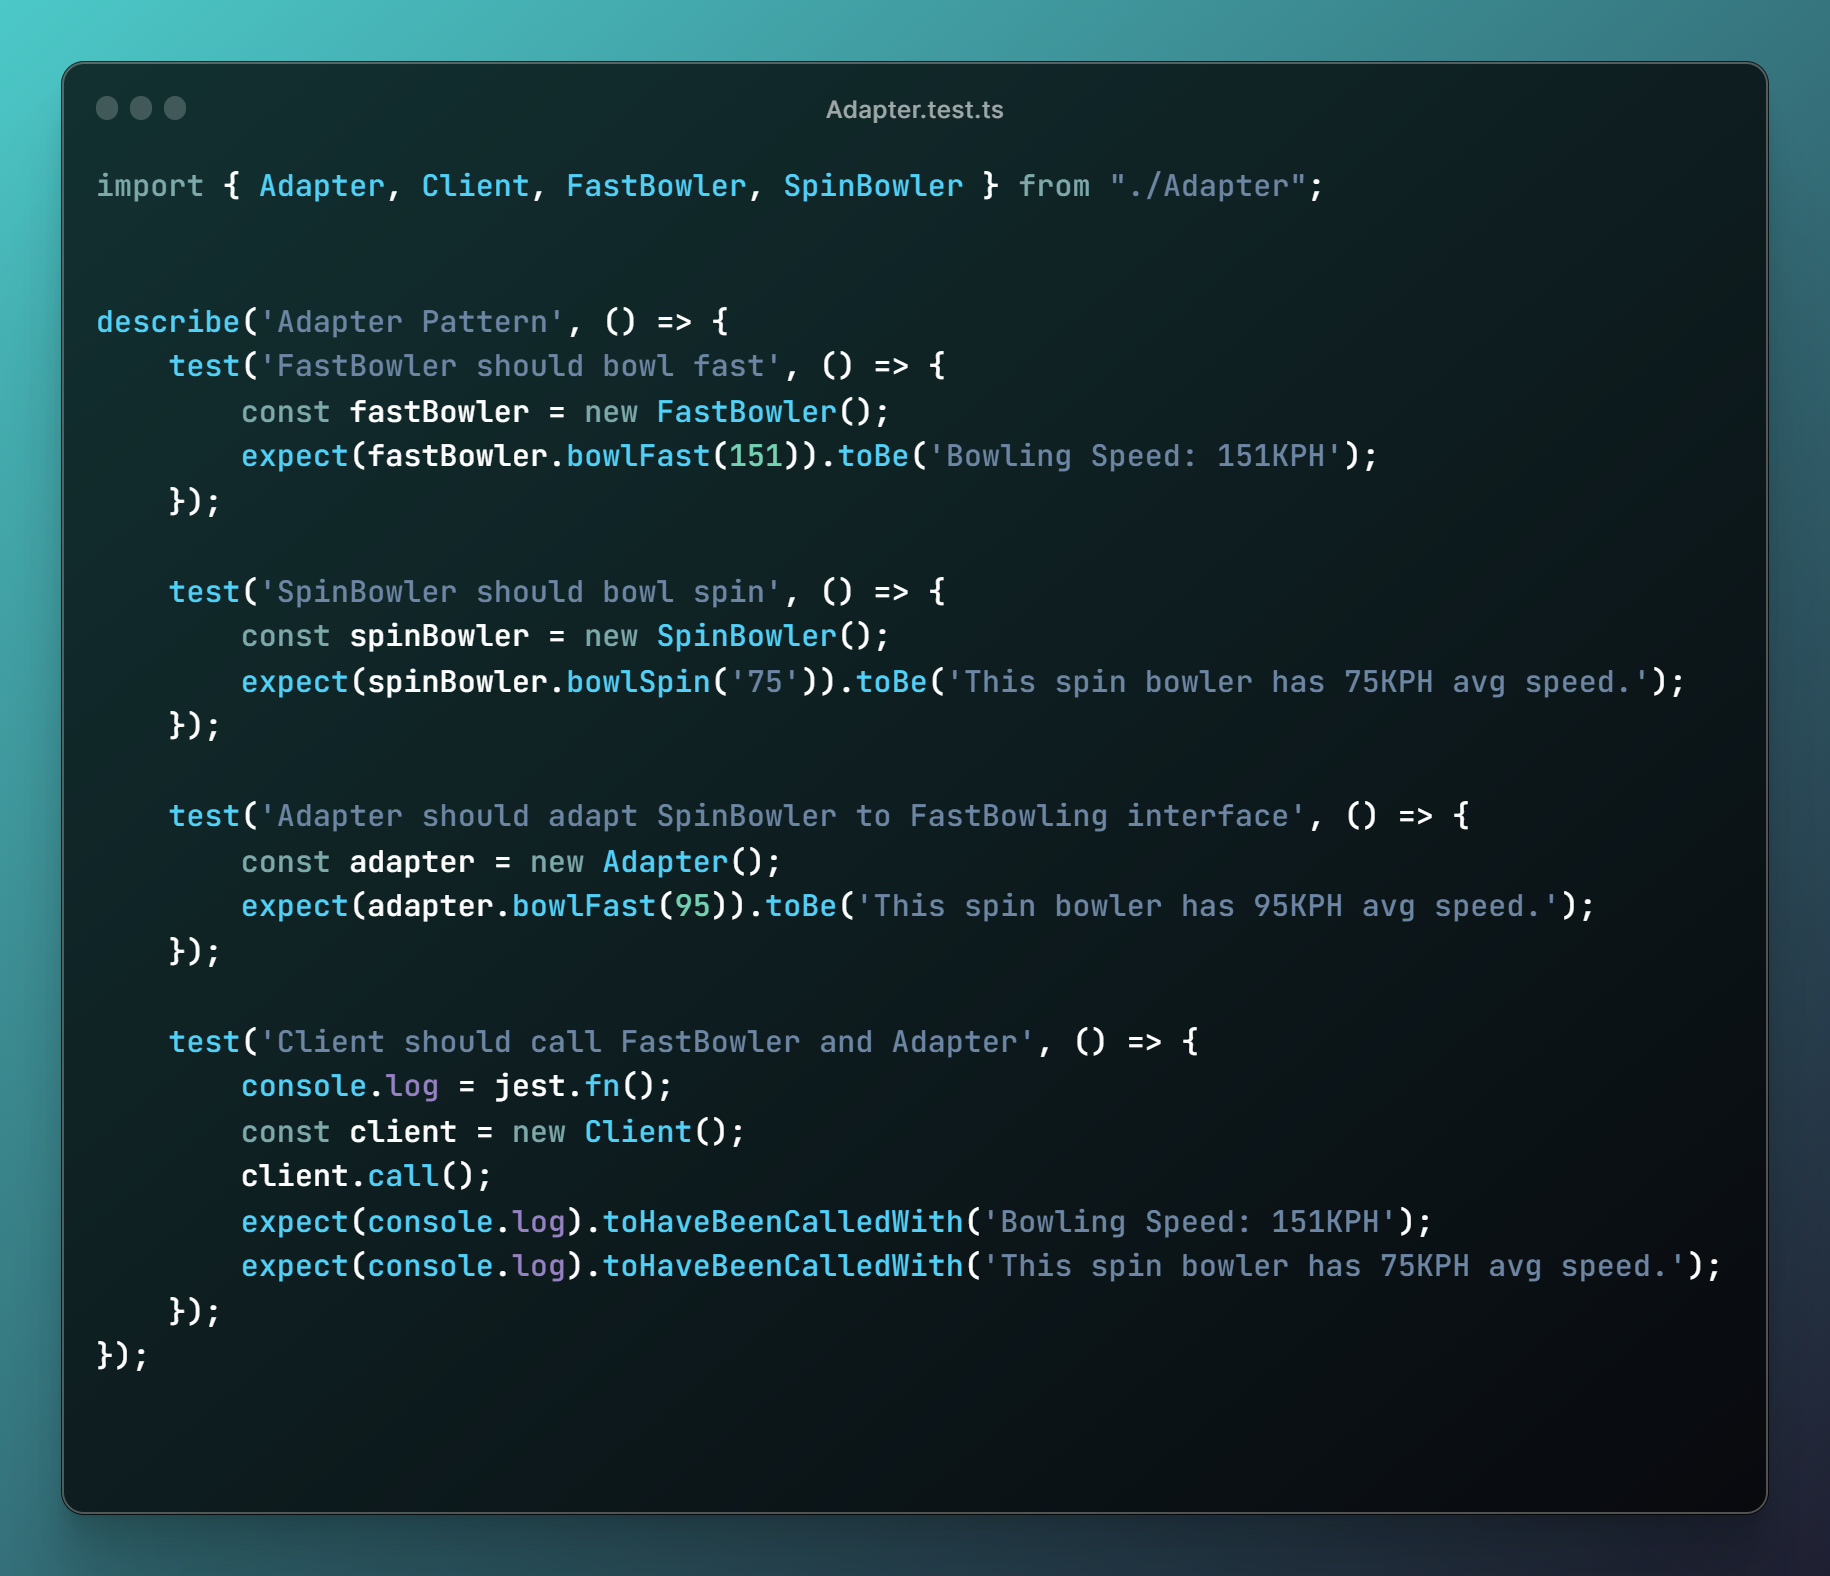 Adapter.test.ts
import { Adapter, Client, FastBowler, SpinBowler } from "./Adapter";
describe('Adapter Pattern', () => {
    test('FastBowler should bowl fast', () => {
        const fastBowler = new FastBowler();
        expect(fastBowler.bowlFast(151)).toBe('Bowling Speed: 151KPH');
    });
    test('SpinBowler should bowl spin', () => {
        const spinBowler = new SpinBowler();
        expect(spinBowler.bowlSpin('75')).toBe('This spin bowler has 75KPH avg speed.');
    });
    test('Adapter should adapt SpinBowler to FastBowling interface', () => {
        const adapter = new Adapter();
        expect(adapter.bowlFast(95)).toBe('This spin bowler has 95KPH avg speed.');
    });
    test('Client should call FastBowler and Adapter', () => {
        console.log = jest.fn();
        const client = new Client();
        client.call();
        expect(console.log).toHaveBeenCalledWith('Bowling Speed: 151KPH');
        expect(console.log).toHaveBeenCalledWith('This spin bowler has 75KPH avg speed.');
    });
});